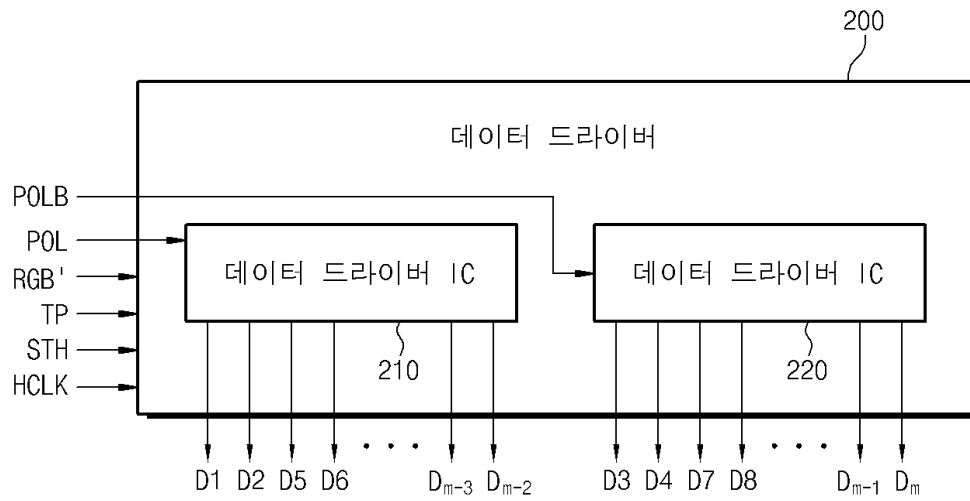 200
데이터 드라이버
POLB
POL
RGB'
TP
STH
HCLK
데이터 드라이버 IC
데이터 드라이버 IC
210
220
D1 D2 D5 D6 • • • Dm-3 Dm-2 D3 D4 D7 D8 • • • Dm-1 Dm